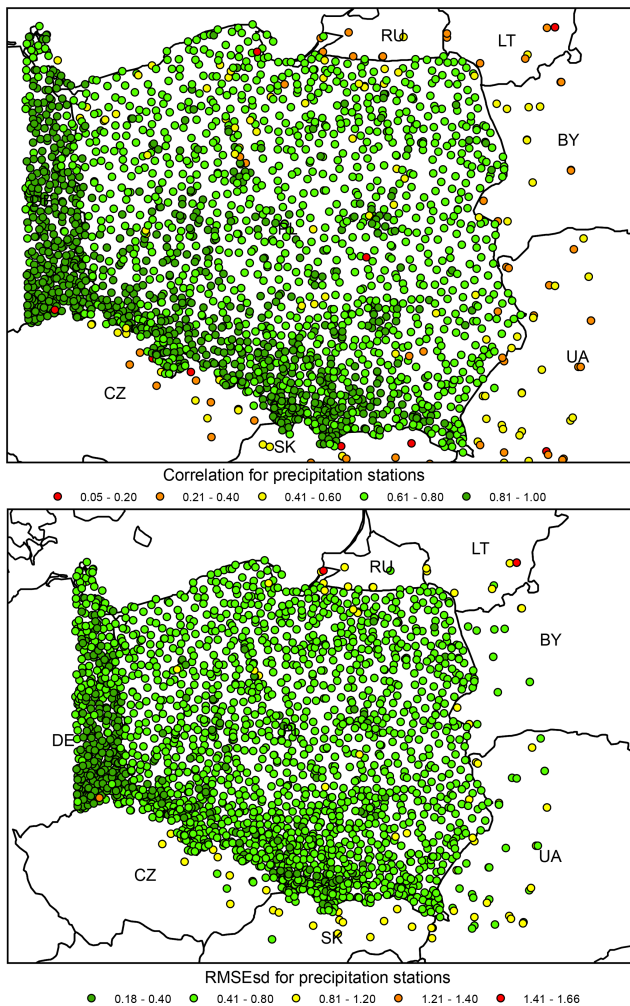 RU
LT
BY
DE
PL
UA
CZ
SK
Correlation for precipitation stations
0.05 - 0.20 0.21 - 0.40 0.41 - 0.60 0.61 - 0.80 0.81 - 1.00
LT
RU
BY
PL
DE
UA
CZ
SK
RMSEsd for precipitation stations
0.18 - 0.40 0.41 - 0.80 0.81 - 1.20 1.21 - 1.40 1.41 - 1.66